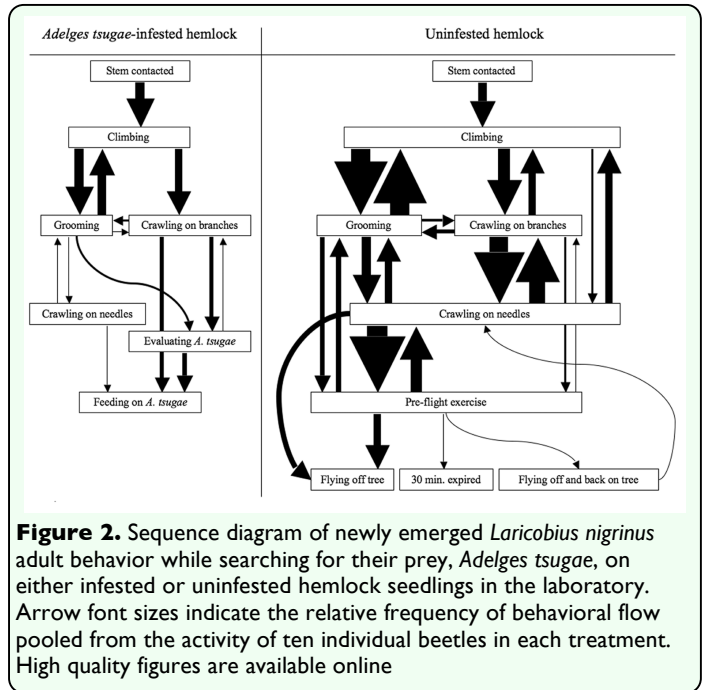 Adelges tsugae-infested hemlock
Stem contacted
Climbing
Grooming
Crawling on branches
Crawling on needles
Evaluating A. tsugae
Feeding on A. tsugae
Uninfested hemlock
Stem contacted
Climbing
Grooming
Crawling on branches
Crawling on needles
Pre-flight exercise
Flying off tree
30 min. expired
Flying off and back on tree
Figure 2. Sequence diagram of newly emerged Laricobius nigrinus
adult behavior while searching for their prey, Adelges tsugae, on
either infested or uninfested hemlock seedlings in the laboratory.
Arrow font sizes indicate the relative frequency of behavioral flow
pooled from the activity of ten individual beetles in each treatment.
High quality figures are available online